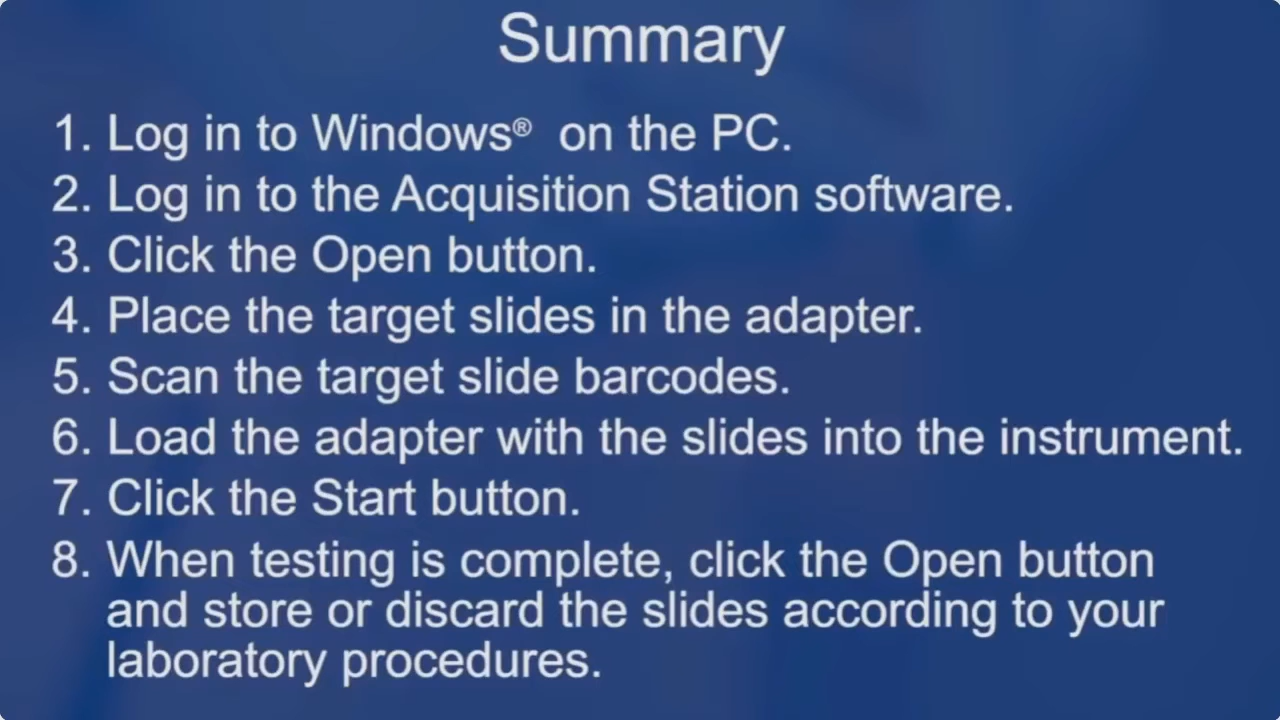 Summary
1. Log in to Windows® on the PC.
2. Log in to the Acquisition Station software.
3. Click the Open button.
4. Place the target slides in the adapter.
5. Scan the target slide barcodes.
6. Load the adapter with the slides into the instrument.
7. Click the Start button.
8. When testing is complete, click the Open button
and store or discard the slides according to your
laboratory procedures.